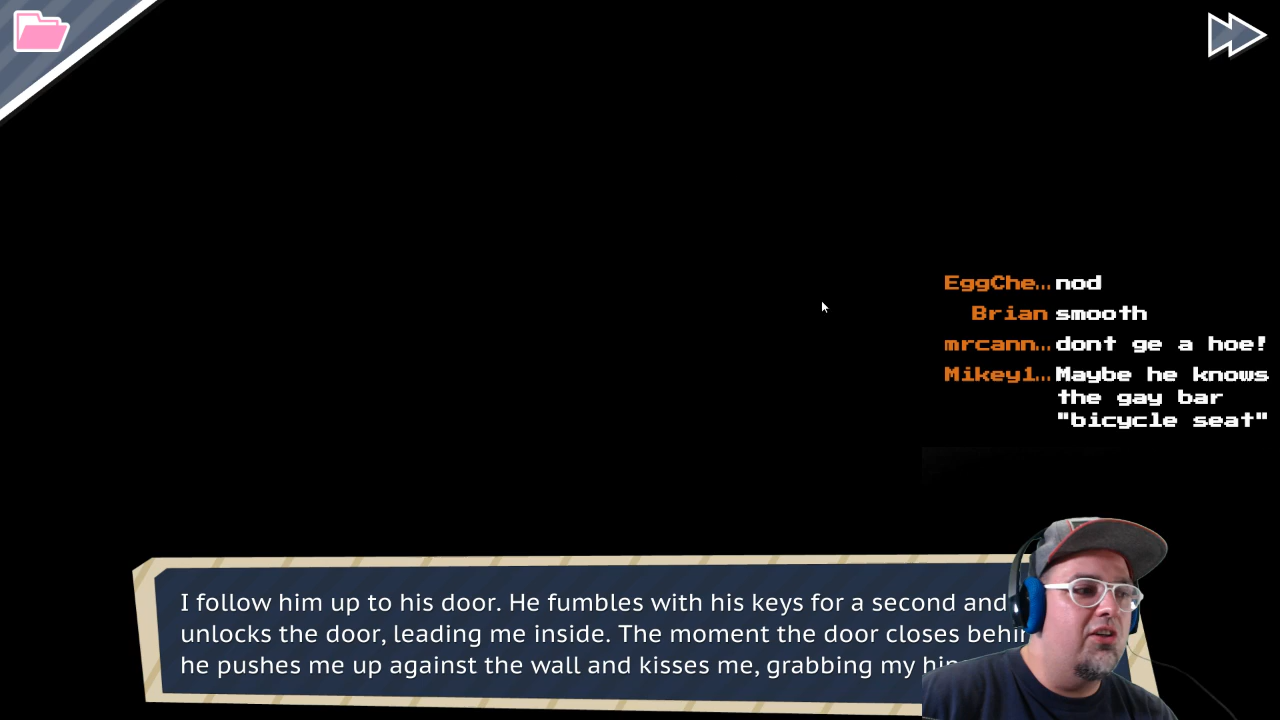 EggChe... nod
Brian smooth
mrcann... dont ge a hoe!
Mikey1... Maybe he knows
the gay bar
"bicycle seat"
I follow him up to his door. He fumbles with his keys for a second and
unlocks the door, leading me inside. The moment the door closes
he pushes me up against the wall and kisses me, grabbing my